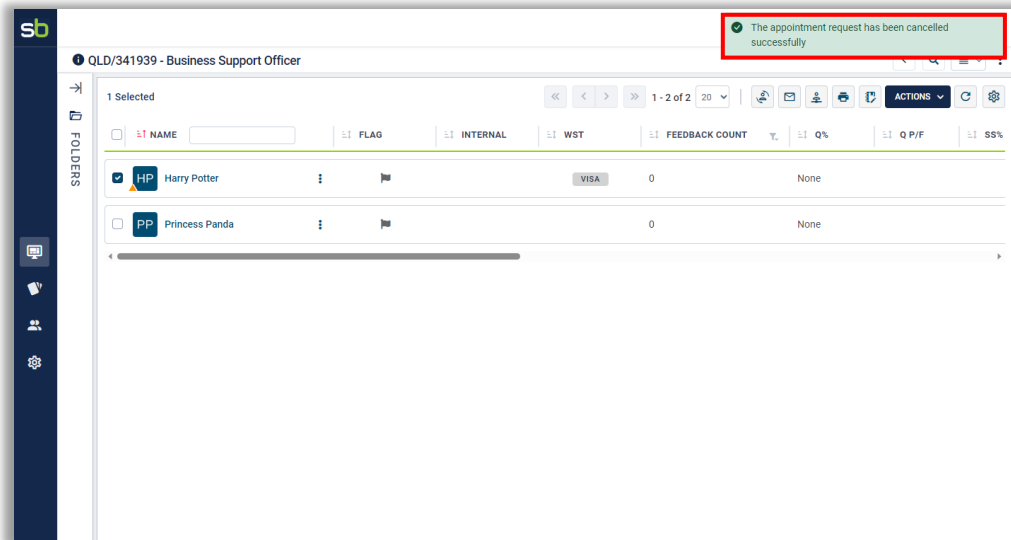 sb
The appointment request has been cancelled
successfully
QLD/341939 - Business Support Officer
1 Selected
1 - 2 of 2 20
ACTIONS
FOLDERS
NAME FLAG INTERNAL WST FEEDBACK COUNT Q% Q P/F SS%
HP Harry Potter VISA 0 None
PP Princess Panda 0 None